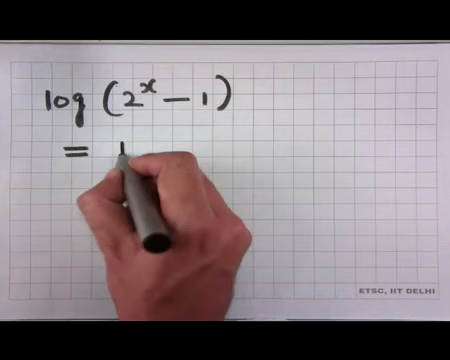 log (2^x − 1)
=
ETSC, IIT DELHI